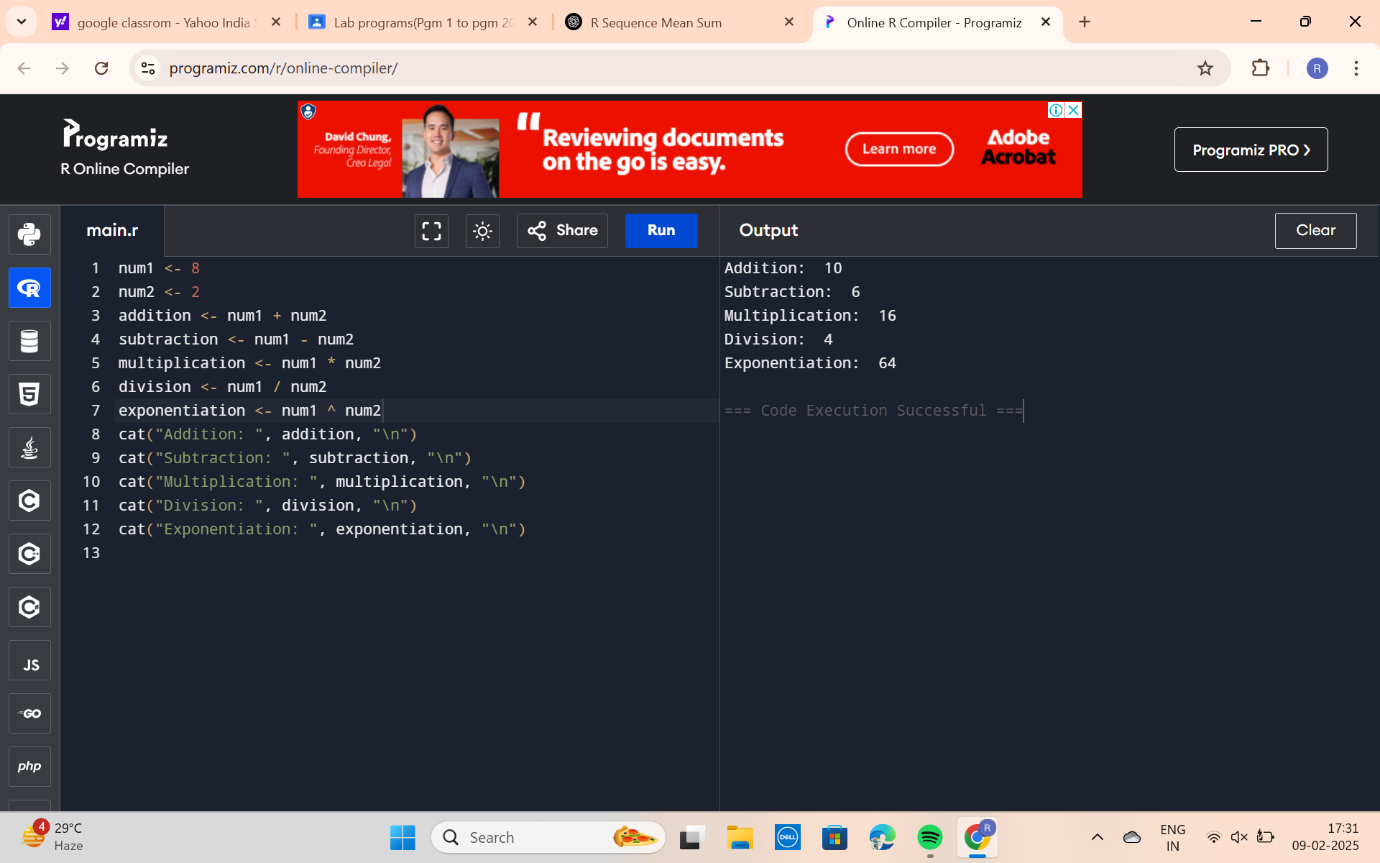 google classrom - Yahoo India S
Lab programs(Pgm 1 to pgm 20
R Sequence Mean Sum
Online R Compiler - Programiz
programiz.com/r/online-compiler/
R
Programiz
R Online Compiler
David Chung,
Founding Director,
Creo Legal
“Reviewing documents
on the go is easy.
Learn more
Adobe
Acrobat
Programiz PRO
main.r
Share
Run
Output
Clear
1 num1 <- 8
2 num2 <- 2
3 addition <- num1 + num2
4 subtraction <- num1 - num2
5 multiplication <- num1 * num2
6 division <- num1 / num2
7 exponentiation <- num1 ^ num2
8 cat("Addition: ", addition, "\n")
9 cat("Subtraction: ", subtraction, "\n")
10 cat("Multiplication: ", multiplication, "\n")
11 cat("Division: ", division, "\n")
12 cat("Exponentiation: ", exponentiation, "\n")
13
Addition:  10
Subtraction:  6
Multiplication:  16
Division:  4
Exponentiation:  64
=== Code Execution Successful ===
R
5
C
C
C
JS
GO
php
4
29°C
Haze
Search
DELL
R
ENG
IN
17:31
09-02-2025